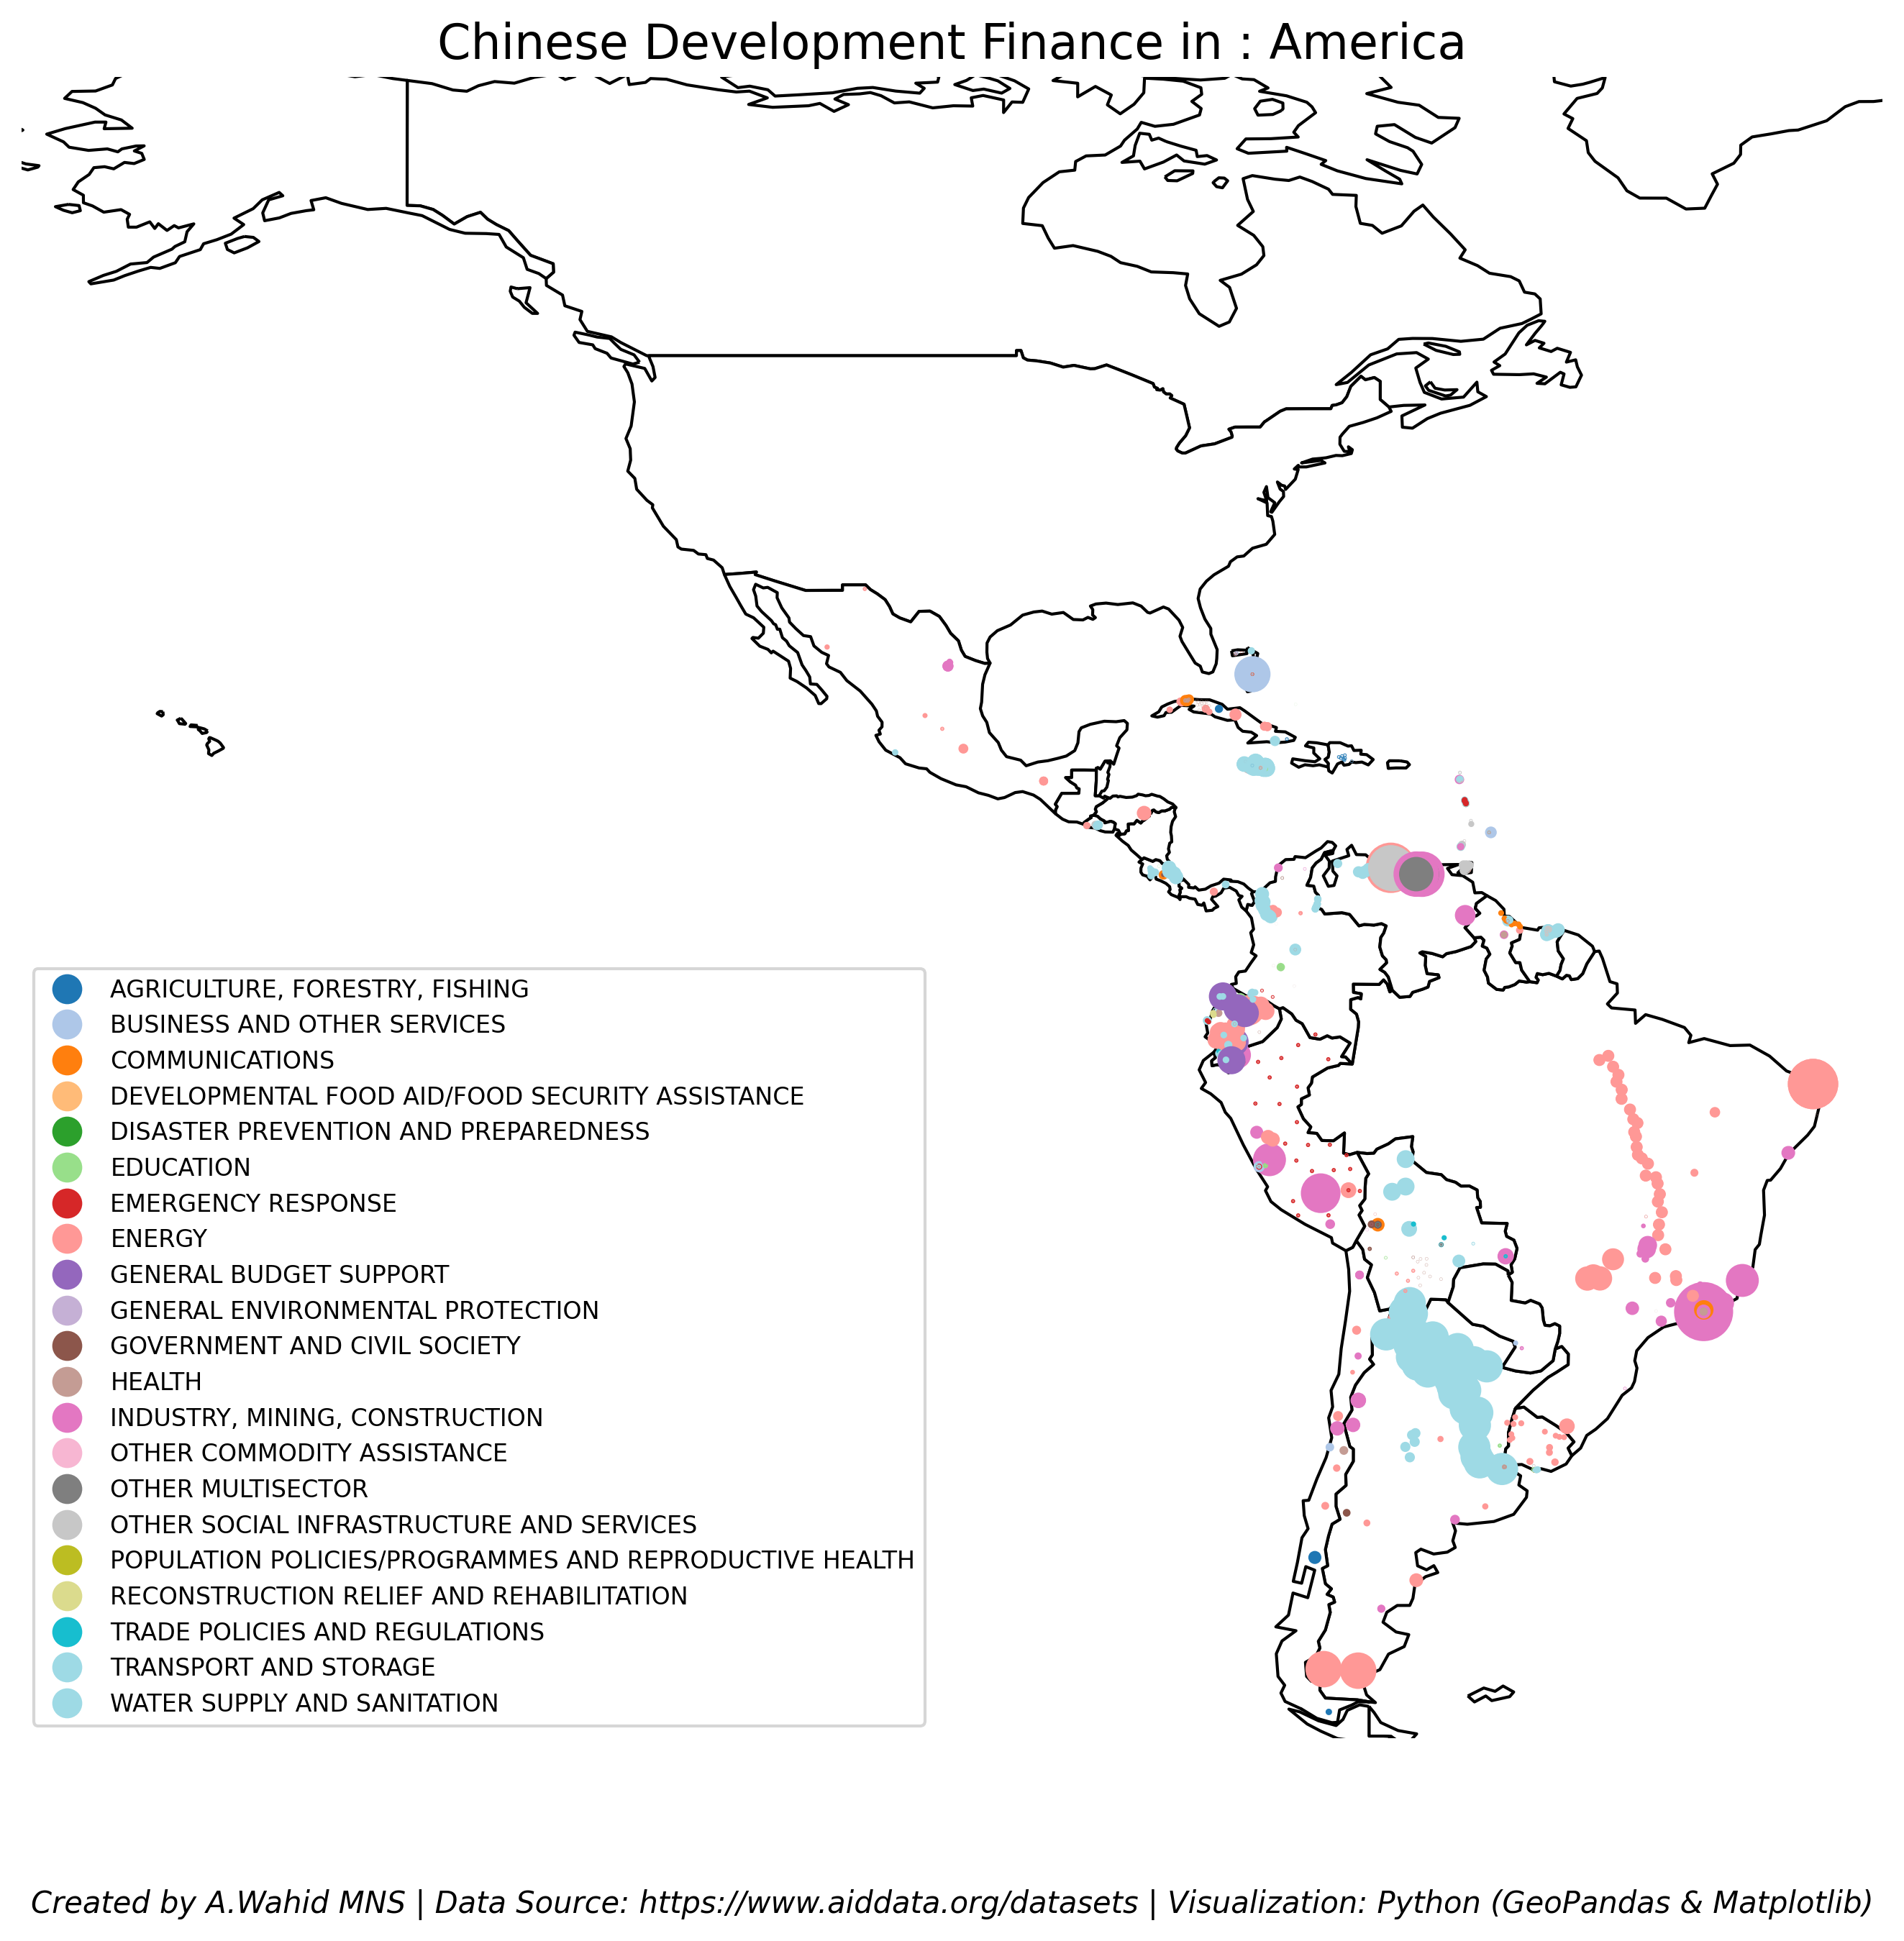 Chinese Development Finance in : America
AGRICULTURE, FORESTRY, FISHING
BUSINESS AND OTHER SERVICES
COMMUNICATIONS
DEVELOPMENTAL FOOD AID/FOOD SECURITY ASSISTANCE
DISASTER PREVENTION AND PREPAREDNESS
EDUCATION
EMERGENCY RESPONSE
ENERGY
GENERAL BUDGET SUPPORT
GENERAL ENVIRONMENTAL PROTECTION
GOVERNMENT AND CIVIL SOCIETY
HEALTH
INDUSTRY, MINING, CONSTRUCTION
OTHER COMMODITY ASSISTANCE
OTHER MULTISECTOR
OTHER SOCIAL INFRASTRUCTURE AND SERVICES
POPULATION POLICIES/PROGRAMMES AND REPRODUCTIVE HEALTH
RECONSTRUCTION RELIEF AND REHABILITATION
TRADE POLICIES AND REGULATIONS
TRANSPORT AND STORAGE
WATER SUPPLY AND SANITATION
Created by A.Wahid MNS | Data Source: https://www.aiddata.org/datasets | Visualization: Python (GeoPandas & Matplotlib)